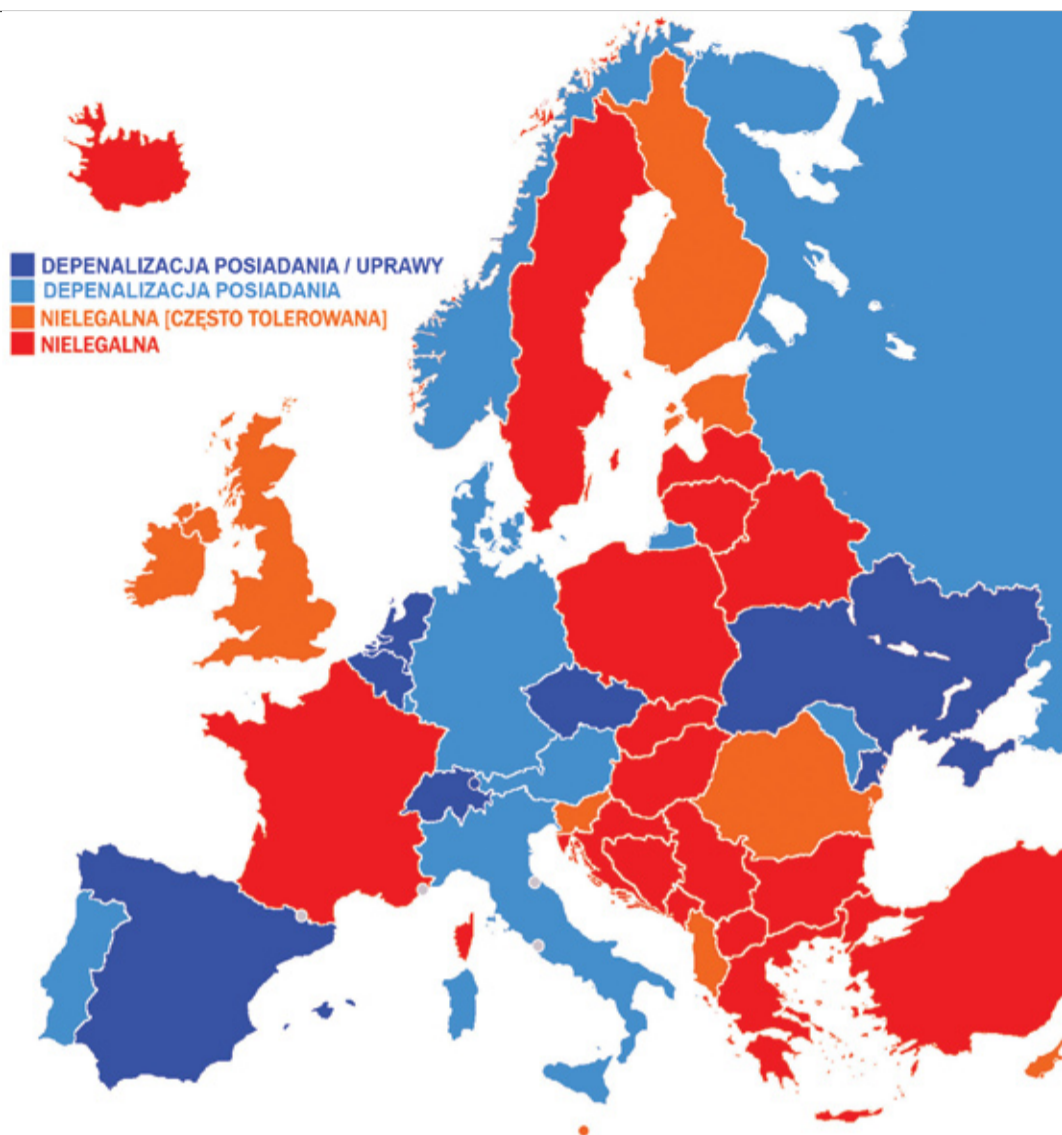 DEPENALIZACJA POSIADANIA / UPRAWY
DEPENALIZACJA POSIADANIA
NIELEGALNA [CZĘSTO TOLEROWANA]
NIELEGALNA